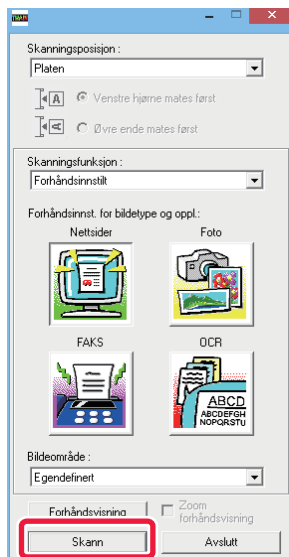 Skanningsposisjon :
Platen
A Venstre hjørne mates først
A Øvre ende mates først
Skanningsfunksjon :
Forhåndsinnstilt
Forhåndsinnst. for bildetype og oppl.:
Nettsider Foto
FAKS OCR
ABCD
ABCDEFGH
NOPQRSTU
Bildeområde :
Egendefinert
Forhåndsvisning Zoom
forhåndsvisning
Skann Avslutt